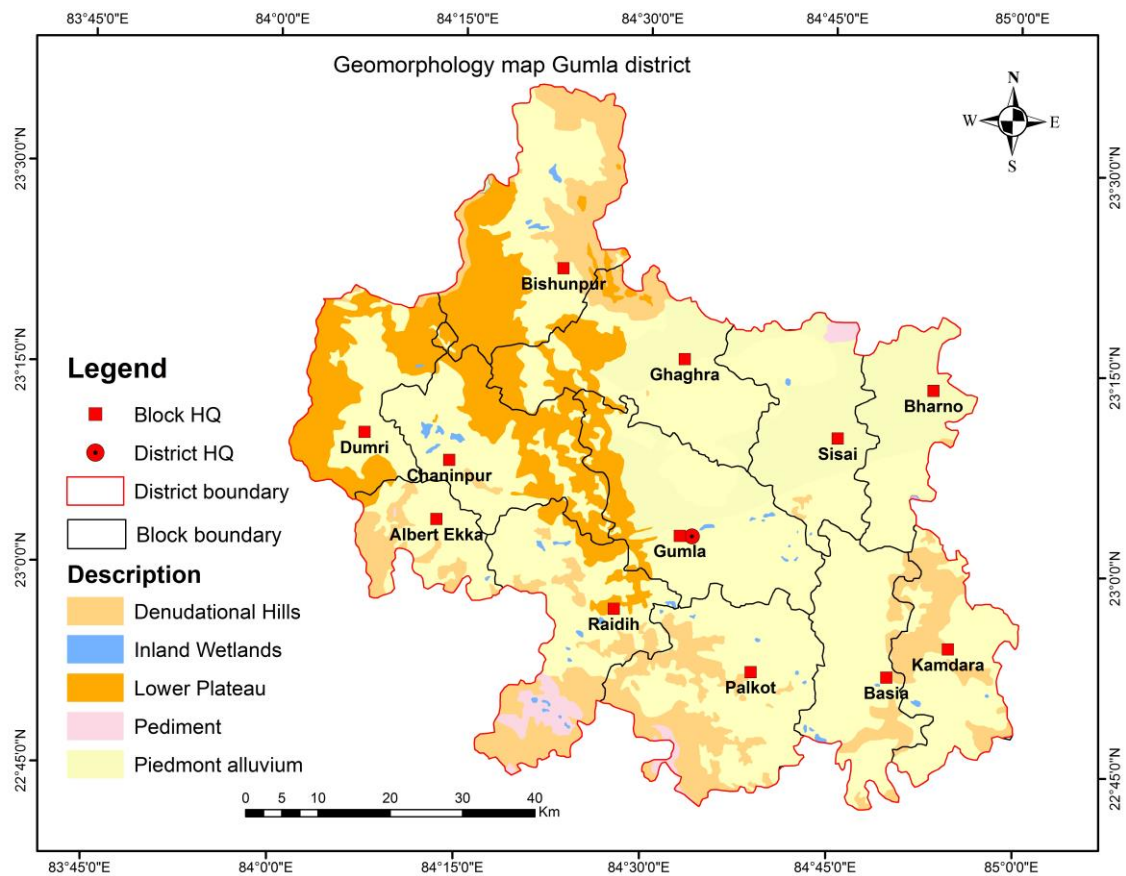 83°45'0"E 84°0'0"E 84°15'0"E 84°30'0"E 84°45'0"E 85°0'0"E
Geomorphology map Gumla district
N
W E
S
23°30'0"N
23°30'0"N
Bishunpur
23°15'0"N
23°15'0"N
Ghaghra
Bharno
Dumri
Chaninpur
Sisai
Albert Ekka
Gumla
23°0'0"N
23°0'0"N
Raidih
Palkot
Basia
Kamdara
22°45'0"N
22°45'0"N
Legend
Block HQ
District HQ
District boundary
Block boundary
Description
Denudational Hills
Inland Wetlands
Lower Plateau
Pediment
Piedmont alluvium
0 5 10 20 30 40
Km
83°45'0"E 84°0'0"E 84°15'0"E 84°30'0"E 84°45'0"E 85°0'0"E